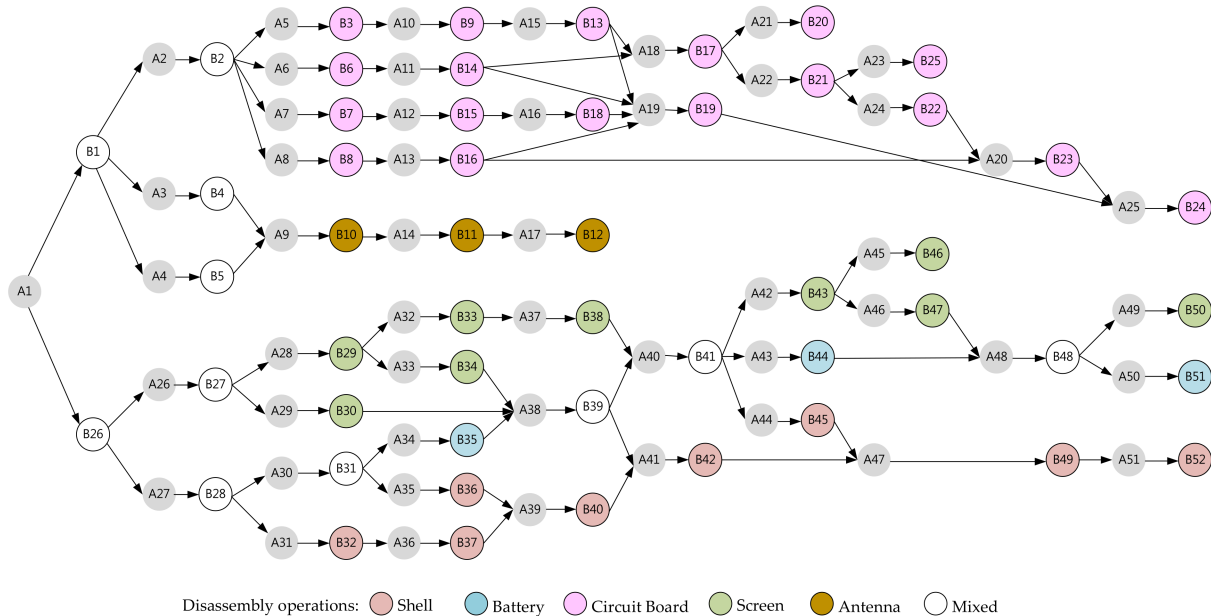 A5 B3 A10 B9 A15 B13 A21 B20
A2 B2 A6 B6 A11 B14 A18 B17 A22 B21 A23 B25
A7 B7 A12 B15 A16 B18 A19 B19 A24 B22
B1 A8 B8 A13 B16 A20 B23
A3 B4 A25 B24
A9 B10 A14 B11 A17 B12
A4 B5 A45 B46
A1 A42 B43
A32 B33 A37 B38 A46 B47 A49 B50
A28 B29 A33 B34 A40 B41 A43 B44 A48 B48
A26 B27 A50 B51
A29 B30 A38 B39
B26 A34 B35 A44 B45
A30 B31 A41 B42 A47 B49 A51 B52
A27 B28 A35 B36
A39 B40
A31 B32 A36 B37
Disassembly operations: Shell Battery Circuit Board Screen Antenna Mixed